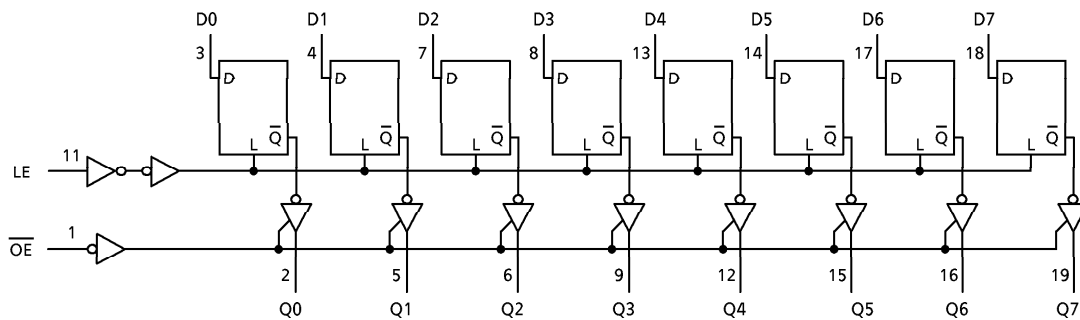 D0 D1 D2 D3 D4 D5 D6 D7
3 4 7 8 13 14 17 18
D D D D D D D D
Q̅ Q̅ Q̅ Q̅ Q̅ Q̅ Q̅ Q̅
L L L L L L L L
LE 11
O̅E̅ 1
2 5 6 9 12 15 16 19
Q0 Q1 Q2 Q3 Q4 Q5 Q6 Q7